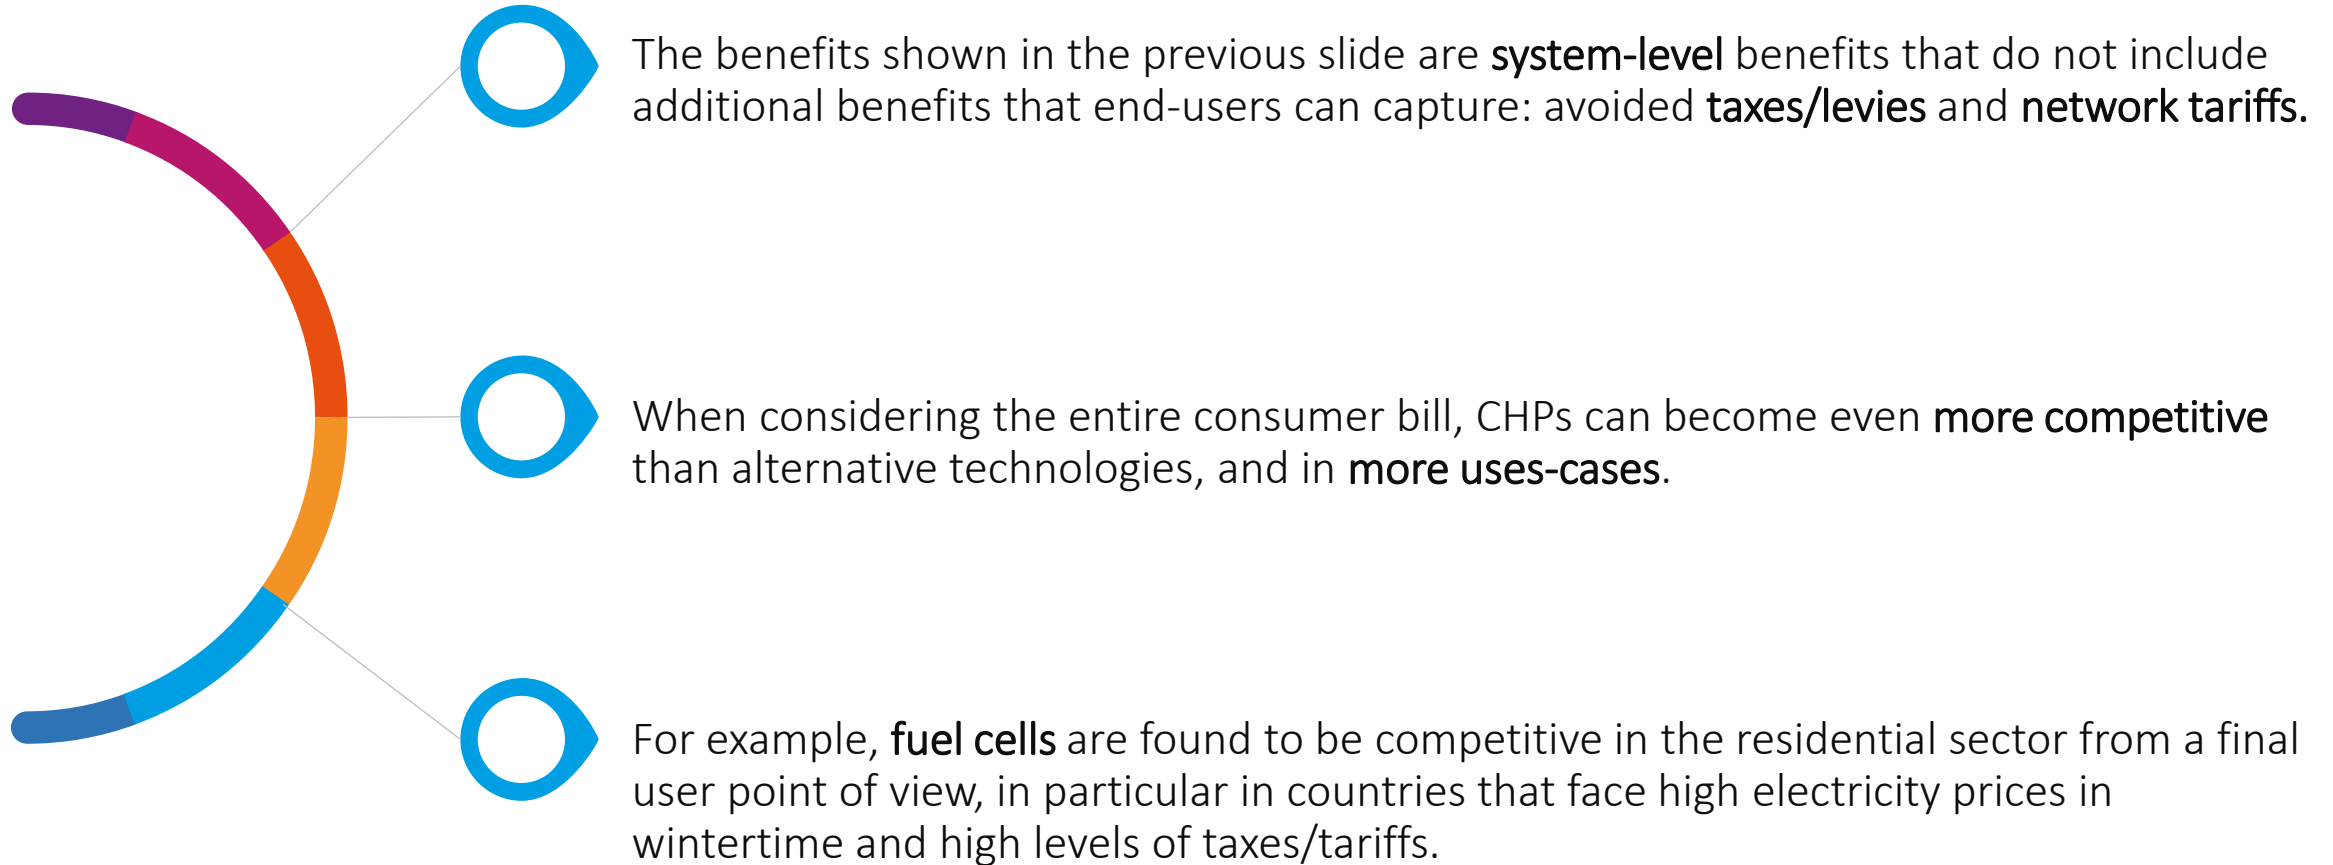 The benefits shown in the previous slide are system-level benefits that do not include
additional benefits that end-users can capture: avoided taxes/levies and network tariffs.
When considering the entire consumer bill, CHPs can become even more competitive
than alternative technologies, and in more uses-cases.
For example, fuel cells are found to be competitive in the residential sector from a final
user point of view, in particular in countries that face high electricity prices in
wintertime and high levels of taxes/tariffs.